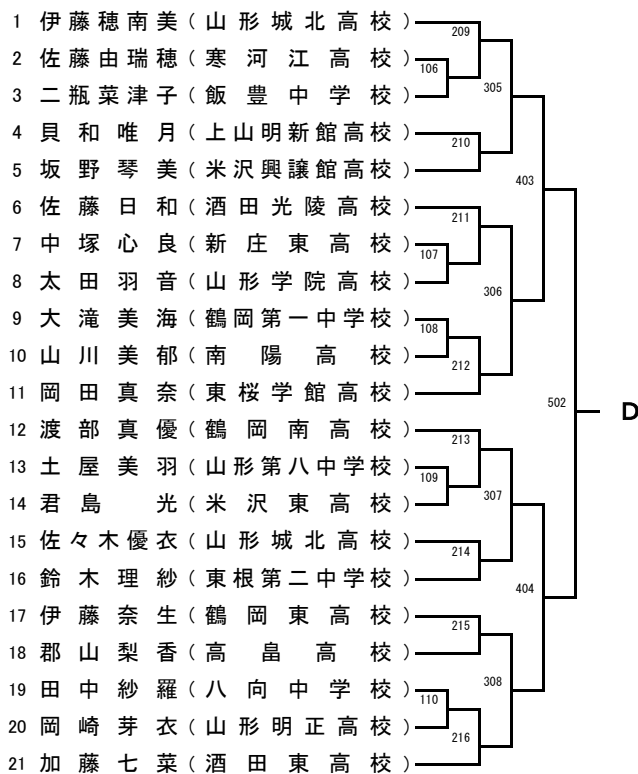 1 伊藤穂南美(山形城北高校)
209
2 佐藤由瑞穂(寒河江高校)
106
305
3 二瓶菜津子(飯豊中学校)
4 貝和唯月(上山明新館高校)
210
5 坂野琴美(米沢興譲館高校)
403
6 佐藤日和(酒田光陵高校)
211
7 中塚心良(新庄東高校)
107
8 太田羽音(山形学院高校)
306
9 大滝美海(鶴岡第一中学校)
108
10 山川美郁(南陽高校)
212
11 岡田真奈(東桜学館高校)
502
D
12 渡部真優(鶴岡南高校)
213
13 土屋美羽(山形第八中学校)
109
307
14 君島光(米沢東高校)
15 佐々木優衣(山形城北高校)
214
16 鈴木理紗(東根第二中学校)
404
17 伊藤奈生(鶴岡東高校)
215
18 郡山梨香(高畠高校)
308
19 田中紗羅(八向中学校)
110
20 岡崎芽衣(山形明正高校)
216
21 加藤七菜(酒田東高校)